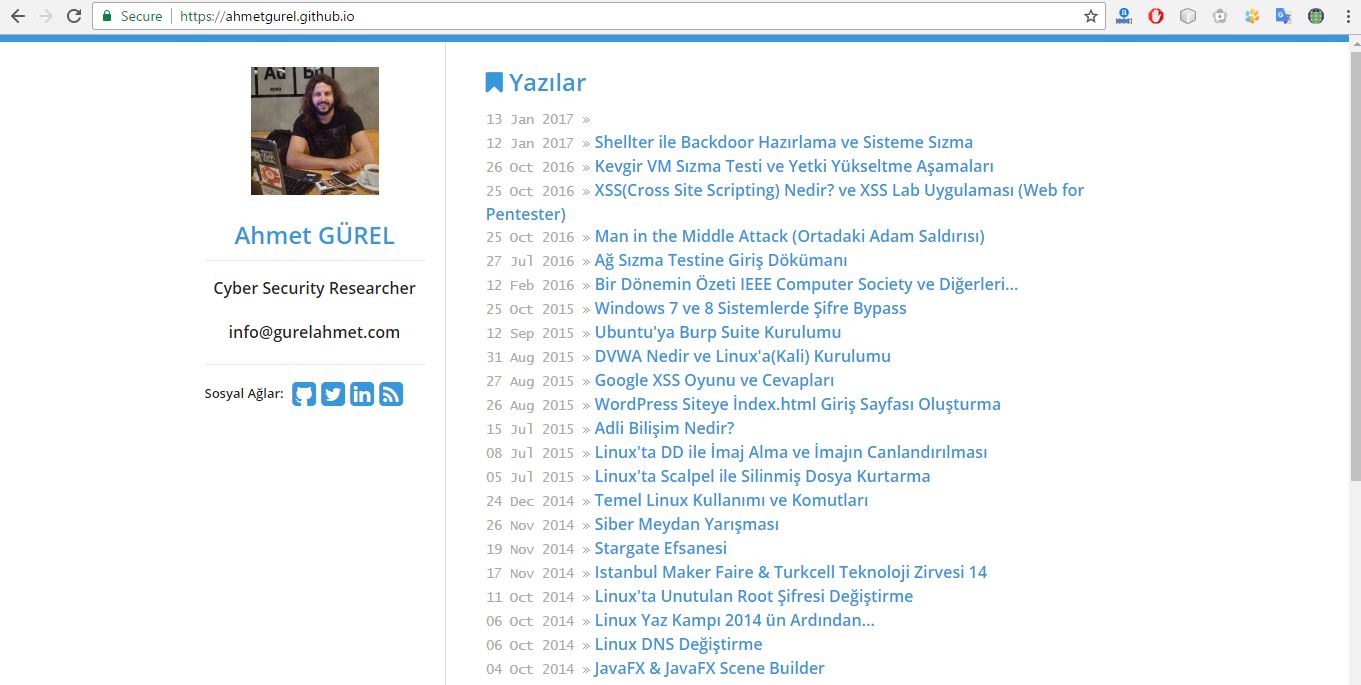 Secure
https://ahmetgurel.github.io
Ahmet GÜREL
Cyber Security Researcher
info@gurelahmet.com
Sosyal Ağlar:
Yazılar
13 Jan 2017 »
12 Jan 2017 » Shellter ile Backdoor Hazırlama ve Sisteme Sızma
26 Oct 2016 » Kevgir VM Sızma Testi ve Yetki Yükseltme Aşamaları
25 Oct 2016 » XSS(Cross Site Scripting) Nedir? ve XSS Lab Uygulaması (Web for
Pentester)
25 Oct 2016 » Man in the Middle Attack (Ortadaki Adam Saldırısı)
27 Jul 2016 » Ağ Sızma Testine Giriş Dökümanı
12 Feb 2016 » Bir Dönemin Özeti IEEE Computer Society ve Diğerleri...
25 Oct 2015 » Windows 7 ve 8 Sistemlerde Şifre Bypass
12 Sep 2015 » Ubuntu'ya Burp Suite Kurulumu
31 Aug 2015 » DVWA Nedir ve Linux'a(Kali) Kurulumu
27 Aug 2015 » Google XSS Oyunu ve Cevapları
26 Aug 2015 » WordPress Siteye İndex.html Giriş Sayfası Oluşturma
15 Jul 2015 » Adli Bilişim Nedir?
08 Jul 2015 » Linux'ta DD ile İmaj Alma ve İmajın Canlandırılması
05 Jul 2015 » Linux'ta Scalpel ile Silinmiş Dosya Kurtarma
24 Dec 2014 » Temel Linux Kullanımı ve Komutları
26 Nov 2014 » Siber Meydan Yarışması
19 Nov 2014 » Stargate Efsanesi
17 Nov 2014 » Istanbul Maker Faire & Turkcell Teknoloji Zirvesi 14
11 Oct 2014 » Linux'ta Unutulan Root Şifresi Değiştirme
06 Oct 2014 » Linux Yaz Kampı 2014 ün Ardından...
06 Oct 2014 » Linux DNS Değiştirme
04 Oct 2014 » JavaFX & JavaFX Scene Builder